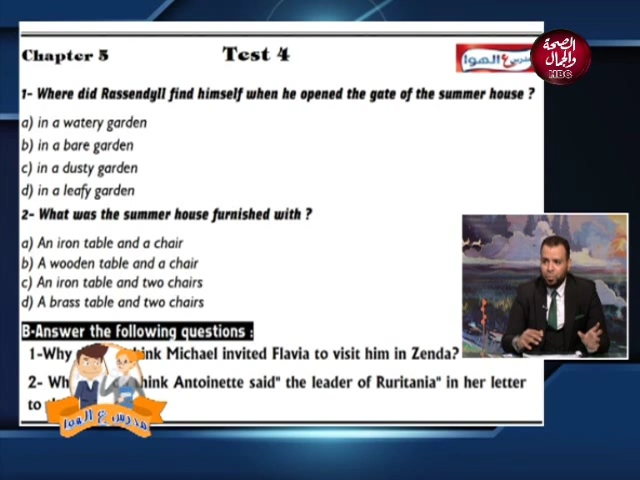 Chapter 5
Test 4
مدرس ع الهوا
الصحة
والجمال
HBC
1- Where did Rassendyll find himself when he opened the gate of the summer house ?
a) in a watery garden
b) in a bare garden
c) in a dusty garden
d) in a leafy garden
2- What was the summer house furnished with ?
a) An iron table and a chair
b) A wooden table and a chair
c) An iron table and two chairs
d) A brass table and two chairs
B-Answer the following questions :
1-Why Michael invited Flavia to visit him in Zenda?
2- Antoinette said" the leader of Ruritania" in her letter
to
مدرس ع الهوا